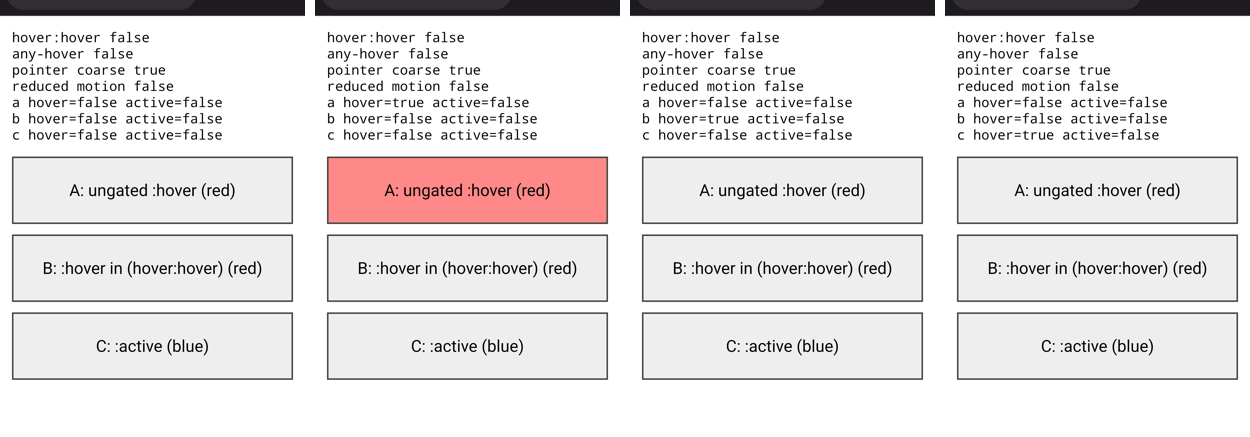 hover:hover false
any-hover false
pointer coarse true
reduced motion false
a hover=false active=false
b hover=false active=false
c hover=false active=false
A: ungated :hover (red)
B: :hover in (hover:hover) (red)
C: :active (blue)
hover:hover false
any-hover false
pointer coarse true
reduced motion false
a hover=true active=false
b hover=false active=false
c hover=false active=false
A: ungated :hover (red)
B: :hover in (hover:hover) (red)
C: :active (blue)
hover:hover false
any-hover false
pointer coarse true
reduced motion false
a hover=false active=false
b hover=true active=false
c hover=false active=false
A: ungated :hover (red)
B: :hover in (hover:hover) (red)
C: :active (blue)
hover:hover false
any-hover false
pointer coarse true
reduced motion false
a hover=false active=false
b hover=false active=false
c hover=true active=false
A: ungated :hover (red)
B: :hover in (hover:hover) (red)
C: :active (blue)